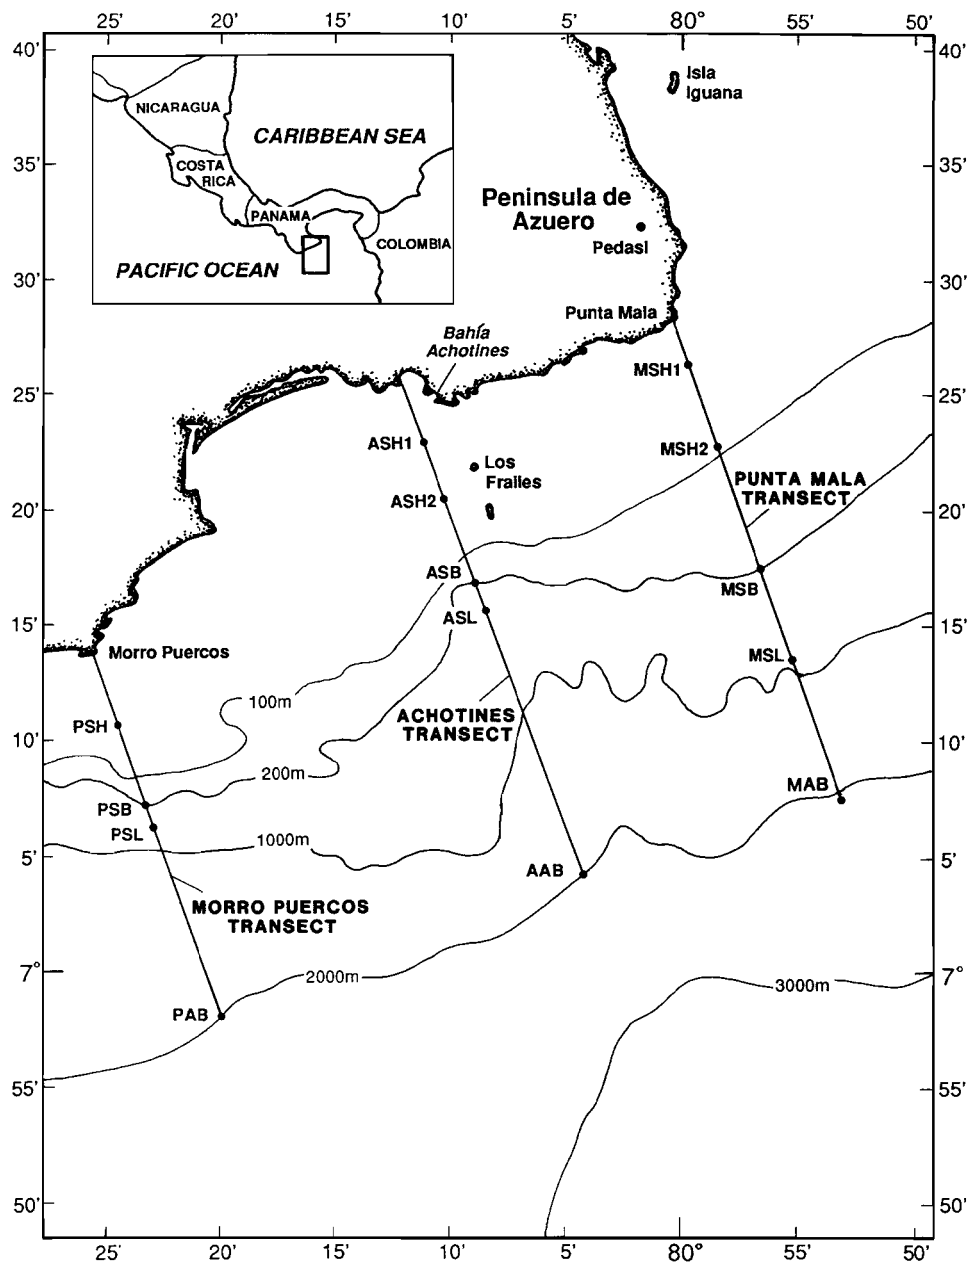 25' 20' 15' 10' 5' 80° 55' 50'
40' 40'
Isla
Iguana
NICARAGUA
CARIBBEAN SEA
COSTA
RICA
PANAMA
COLOMBIA
PACIFIC OCEAN
35' 35'
Peninsula de
Azuero
Pedasí
30' 30'
Punta Mala
Bahía
Achotines
MSH1
25' 25'
ASH1
MSH2
Los
Frailes
PUNTA MALA
TRANSECT
ASH2
20' 20'
ASB
MSB
ASL
15' 15'
Morro Puercos
MSL
100m
ACHOTINES
TRANSECT
PSH
10' 10'
200m
MAB
PSB
PSL
1000m
5' 5'
AAB
MORRO PUERCOS
TRANSECT
7° 7°
2000m
3000m
PAB
55' 55'
50' 50'
25' 20' 15' 10' 5' 80° 55' 50'